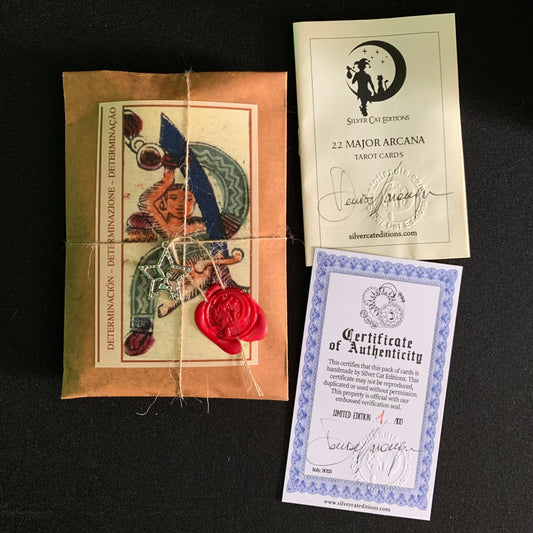 DETERMINACIÓN – DETERMINAZIONE – DETERMINAÇÃO
SILVER CAT EDITIONS
22 MAJOR ARCANA
TAROT CARDS
silvercateditions.com
Certificate
of Authenticity
This certifies that this pack of cards is
handmade by Silver Cat Editions. This
certificate may not be reproduced,
duplicated or used without permission.
This property is official with our
embossed verification seal.
LIMITED EDITION 1 /100
Italy, 2021
www.silvercateditions.com